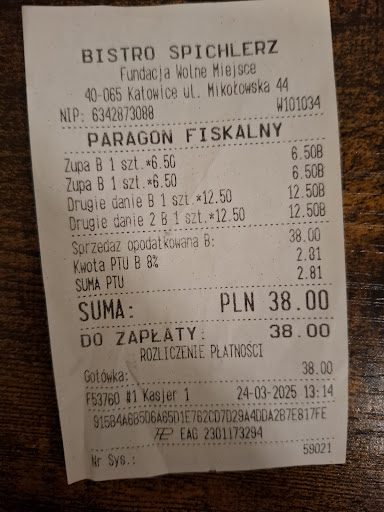 BISTRO SPICHLERZ
Fundacja Wolne Miejsce
40-065 Katowice ul. Mikołowska 44
NIP: 6342873088 W101034
PARAGON FISKALNY
Zupa B 1 szt.*6.50 6.50B
Zupa B 1 szt.*6.50 6.50B
Drugie danie B 1 szt.*12.50 12.50B
Drugie danie 2 B 1 szt.*12.50 12.50B
Sprzedaż opodatkowana B: 38.00
Kwota PTU B 8% 2.81
SUMA PTU 2.81
SUMA: PLN 38.00
DO ZAPŁATY: 38.00
ROZLICZENIE PŁATNOŚCI
Gotówka: 38.00
F53760 #1 Kasjer 1 24-03-2025 13:14
EAG 2301173294
Nr Sys.: 59021